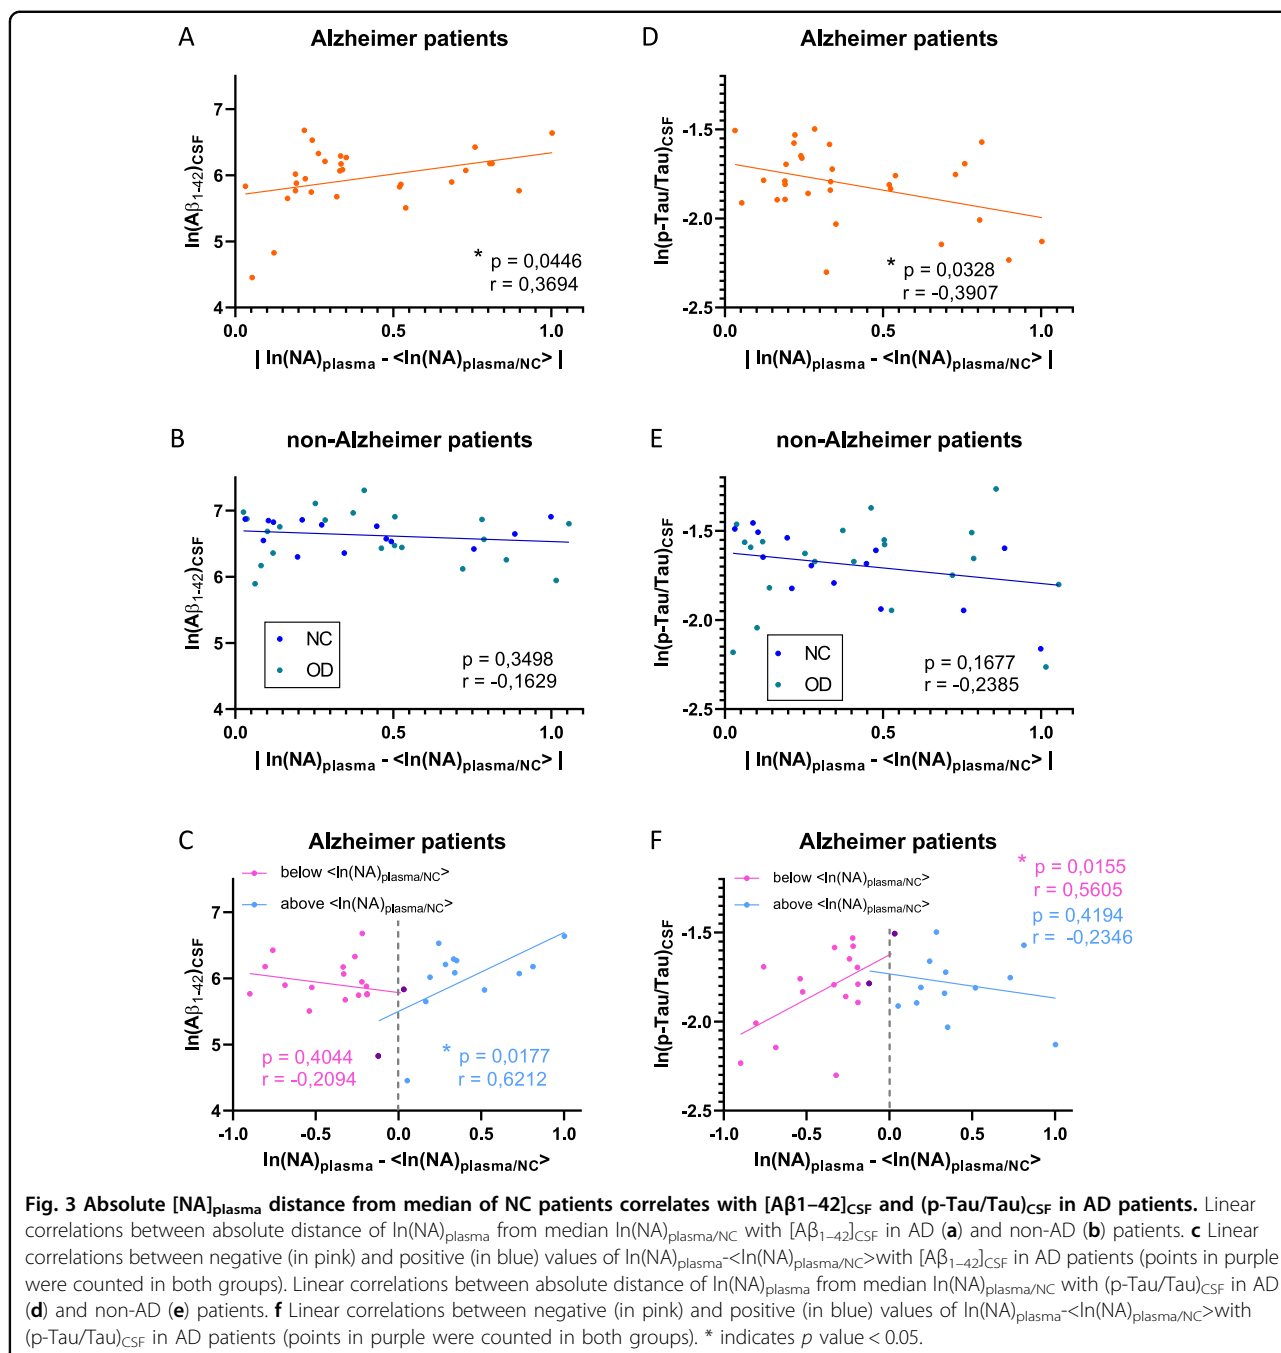 A
Alzheimer patients
ln(Aβ1-42)CSF
7
6
5
4
0.0
0.5
1.0
* p = 0,0446
r = 0,3694
| ln(NA)plasma - <ln(NA)plasma/NC> |
D
Alzheimer patients
ln(p-Tau/Tau)CSF
-1.5
-2.0
-2.5
0.0
0.5
1.0
* p = 0,0328
r = -0,3907
| ln(NA)plasma - <ln(NA)plasma/NC> |
B
non-Alzheimer patients
ln(Aβ1-42)CSF
7
6
5
4
0.0
0.5
1.0
NC
OD
p = 0,3498
r = -0,1629
| ln(NA)plasma - <ln(NA)plasma/NC> |
E
non-Alzheimer patients
ln(p-Tau/Tau)CSF
-1.5
-2.0
-2.5
0.0
0.5
1.0
NC
OD
p = 0,1677
r = -0,2385
| ln(NA)plasma - <ln(NA)plasma/NC> |
C
Alzheimer patients
below <ln(NA)plasma/NC>
above <ln(NA)plasma/NC>
ln(Aβ1-42)CSF
7
6
5
4
-1.0
-0.5
0.0
0.5
1.0
p = 0,4044
r = -0,2094
* p = 0,0177
r = 0,6212
ln(NA)plasma - <ln(NA)plasma/NC>
F
Alzheimer patients
below <ln(NA)plasma/NC>
above <ln(NA)plasma/NC>
* p = 0,0155
r = 0,5605
p = 0,4194
r = -0,2346
ln(p-Tau/Tau)CSF
-1.5
-2.0
-2.5
-1.0
-0.5
0.0
0.5
1.0
ln(NA)plasma - <ln(NA)plasma/NC>
Fig. 3 Absolute [NA]plasma distance from median of NC patients correlates with [Aβ1–42]CSF and (p-Tau/Tau)CSF in AD patients. Linear
correlations between absolute distance of ln(NA)plasma from median ln(NA)plasma/NC with [Aβ1–42]CSF in AD (a) and non-AD (b) patients. c Linear
correlations between negative (in pink) and positive (in blue) values of ln(NA)plasma-<ln(NA)plasma/NC>with [Aβ1–42]CSF in AD patients (points in purple
were counted in both groups). Linear correlations between absolute distance of ln(NA)plasma from median ln(NA)plasma/NC with (p-Tau/Tau)CSF in AD
(d) and non-AD (e) patients. f Linear correlations between negative (in pink) and positive (in blue) values of ln(NA)plasma-<ln(NA)plasma/NC>with
(p-Tau/Tau)CSF in AD patients (points in purple were counted in both groups). * indicates p value < 0.05.